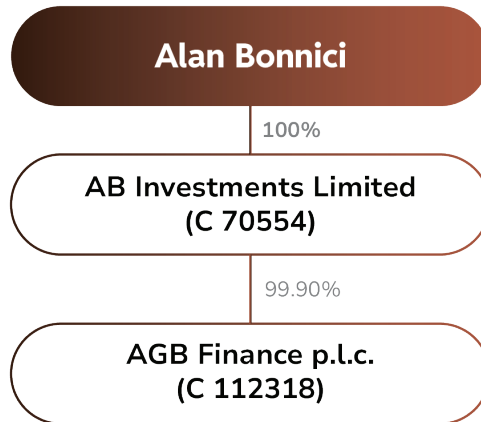 Alan Bonnici
100%
AB Investments Limited
(C 70554)
99.90%
AGB Finance p.l.c.
(C 112318)